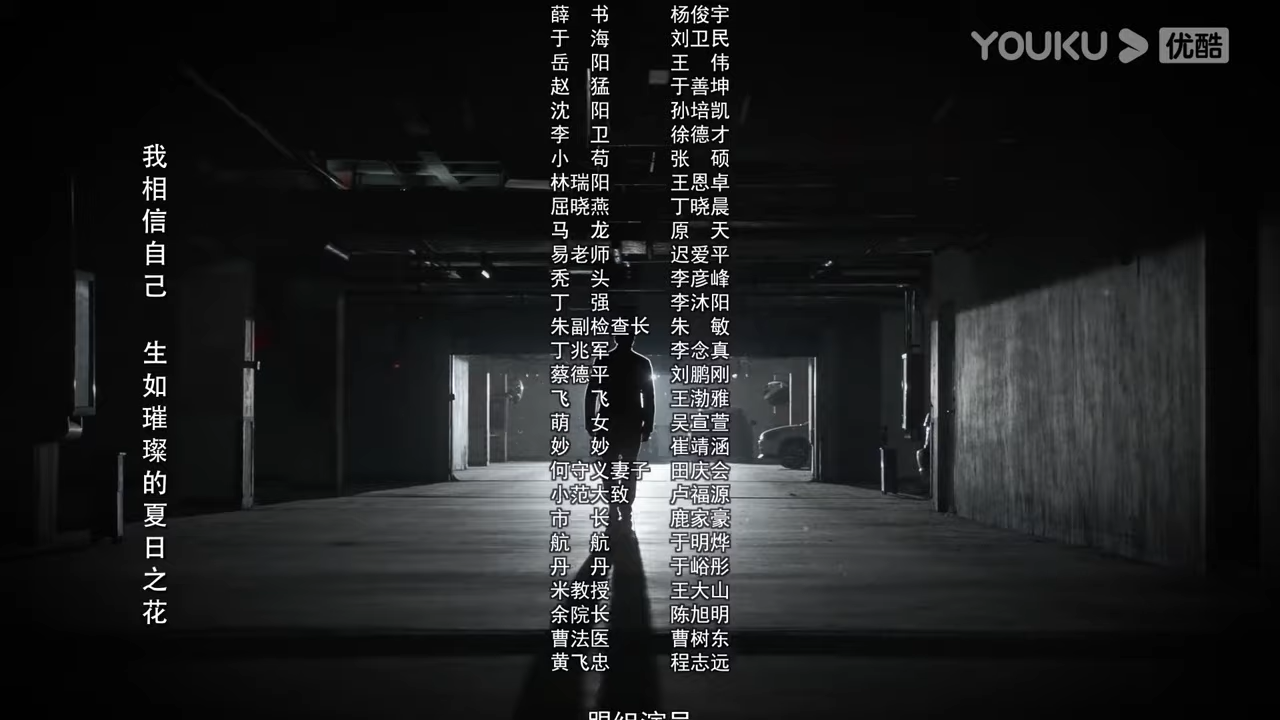 YOUKU 优酷
薛书 杨俊宇
于海 刘卫民
岳阳 王伟
赵猛 于善坤
沈阳 孙培凯
李卫 徐德才
小苟 张硕
林瑞阳 王恩卓
屈晓燕 丁晓晨
马龙 原天
易老师 迟爱平
秃头 李彦峰
丁强 李沐阳
朱副检查长 朱敏
丁兆军 李念真
蔡德平 刘鹏刚
飞飞 王渤雅
萌女 吴宣萱
妙妙 崔靖涵
何守义妻子 田庆会
小范大致 卢福源
市长 鹿家豪
航航 于明烨
丹丹 于峪彤
米教授 王大山
余院长 陈旭明
曹法医 曹树东
黄飞忠 程志远
我相信自己 生如璀璨的夏日之花